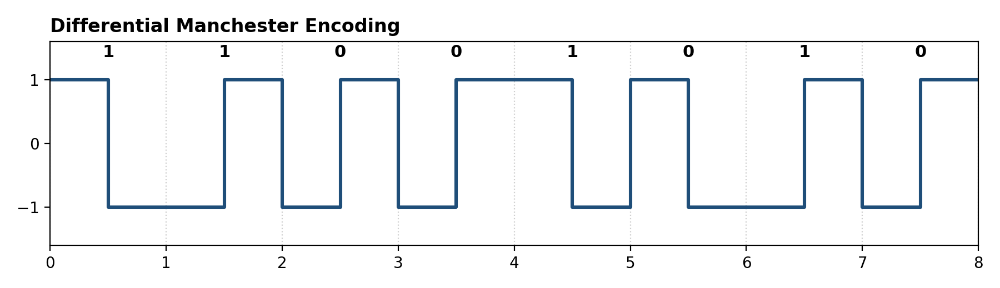 Differential Manchester Encoding
1 1 0 0 1 0 1 0
1
0
−1
0 1 2 3 4 5 6 7 8